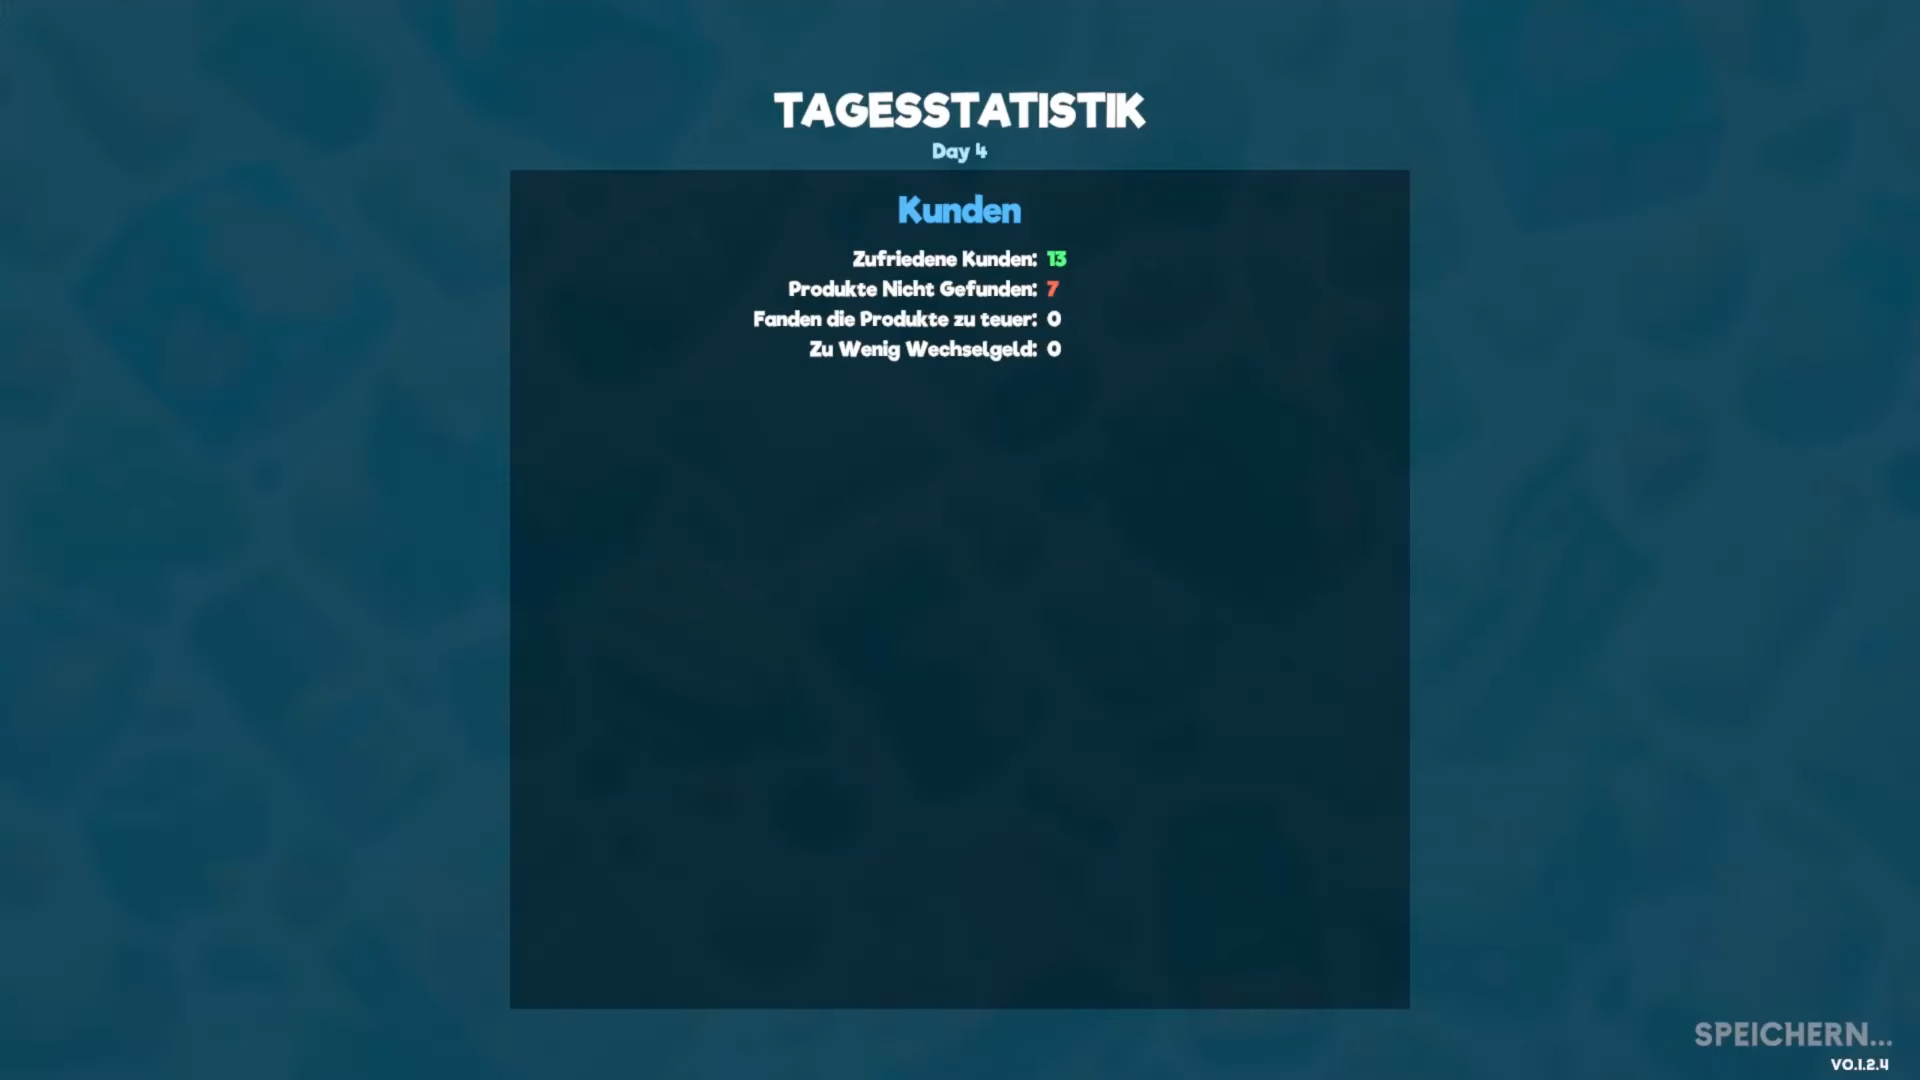 TAGESSTATISTIK
Day 4
Kunden
Zufriedene Kunden: 13
Produkte Nicht Gefunden: 7
Fanden die Produkte zu teuer: 0
Zu Wenig Wechselgeld: 0
SPEICHERN...
V0.1.2.4